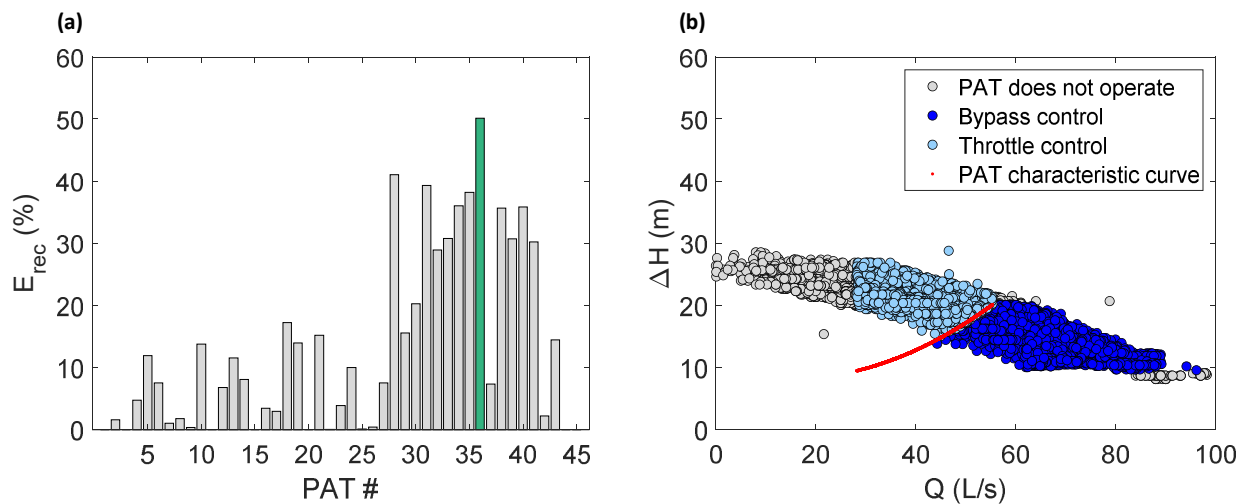 (a)
60
50
40
30
20
10
0
E_rec (%)
5 10 15 20 25 30 35 40 45
PAT #
(b)
60
50
40
30
20
10
0
ΔH (m)
PAT does not operate
Bypass control
Throttle control
PAT characteristic curve
0 20 40 60 80 100
Q (L/s)